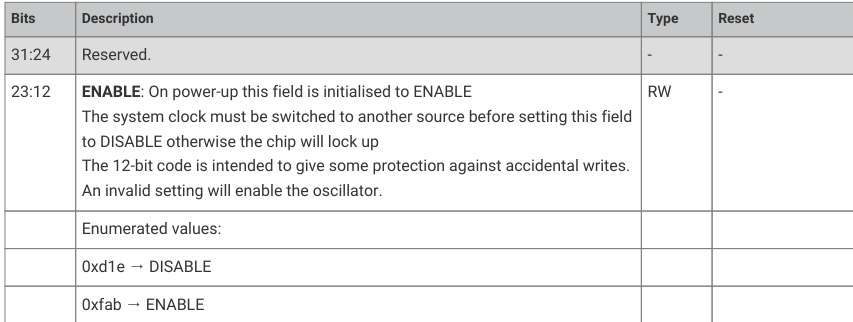 Bits Description Type Reset
31:24 Reserved. - -
23:12 ENABLE: On power-up this field is initialised to ENABLE RW -
The system clock must be switched to another source before setting this field
to DISABLE otherwise the chip will lock up
The 12-bit code is intended to give some protection against accidental writes.
An invalid setting will enable the oscillator.
Enumerated values:
0xd1e → DISABLE
0xfab → ENABLE